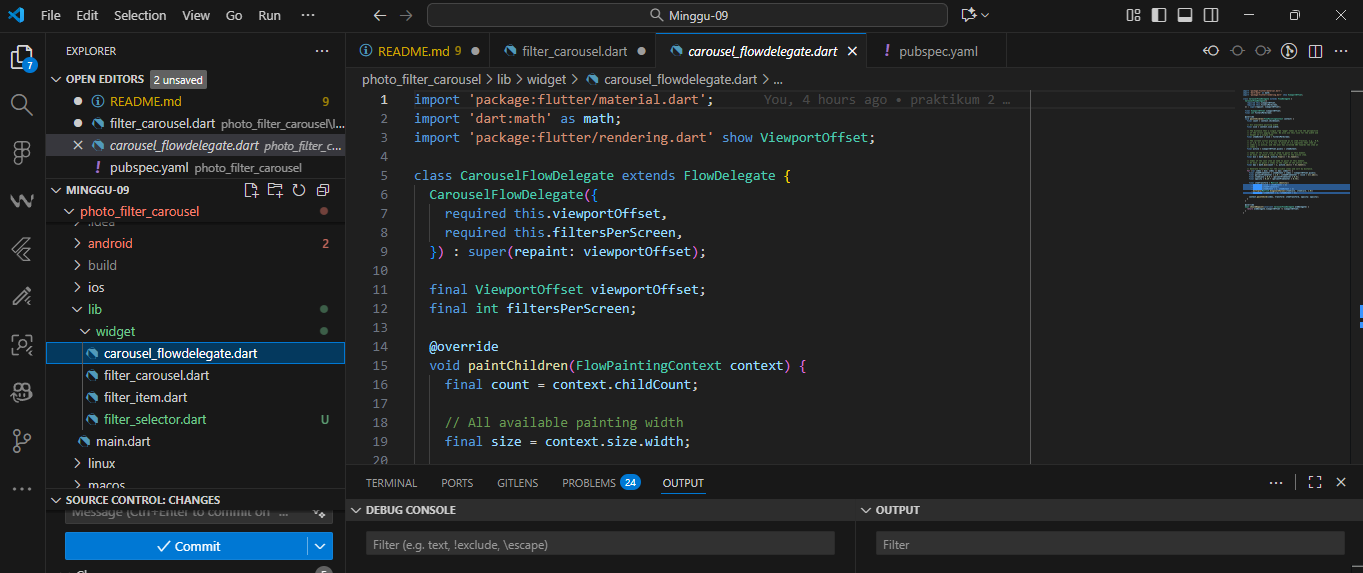 File Edit Selection View Go Run ··· Minggu-09
EXPLORER ···
OPEN EDITORS 2 unsaved
README.md 9
filter_carousel.dart photo_filter_carousel\l...
carousel_flowdelegate.dart photo_filter_c...
! pubspec.yaml photo_filter_carousel
MINGGU-09
photo_filter_carousel
.idea
android 2
build
ios
lib
widget
carousel_flowdelegate.dart
filter_carousel.dart
filter_item.dart
filter_selector.dart U
main.dart
linux
macos
SOURCE CONTROL: CHANGES
Message (Ctrl+Enter to commit on ...
Commit
7
README.md 9 filter_carousel.dart carousel_flowdelegate.dart ! pubspec.yaml
photo_filter_carousel > lib > widget > carousel_flowdelegate.dart > ...
1 import 'package:flutter/material.dart'; You, 4 hours ago • praktikum 2 …
2 import 'dart:math' as math;
3 import 'package:flutter/rendering.dart' show ViewportOffset;
4
5 class CarouselFlowDelegate extends FlowDelegate {
6 CarouselFlowDelegate({
7 required this.viewportOffset,
8 required this.filtersPerScreen,
9 }) : super(repaint: viewportOffset);
10
11 final ViewportOffset viewportOffset;
12 final int filtersPerScreen;
13
14 @override
15 void paintChildren(FlowPaintingContext context) {
16 final count = context.childCount;
17
18 // All available painting width
19 final size = context.size.width;
20
TERMINAL PORTS GITLENS PROBLEMS 24 OUTPUT ···
DEBUG CONSOLE OUTPUT
Filter (e.g. text, !exclude, \escape) Filter